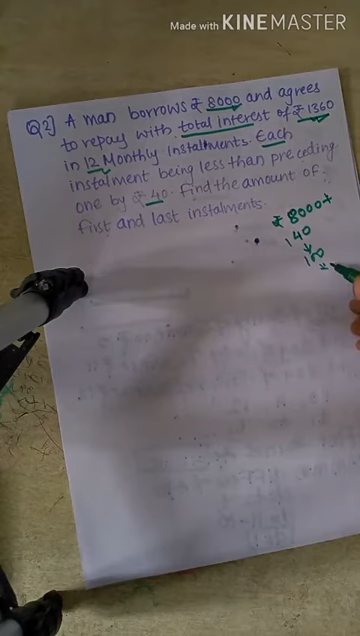 Made with KINEMASTER
Q2] A man borrows ₹ 8000 and agrees
to repay with total interest of ₹ 1360
in 12 Monthly Instalments. Each
instalment being less than preceding
one by ₹ 40. Find the amount of
first and last instalments.
₹ 8000+
140